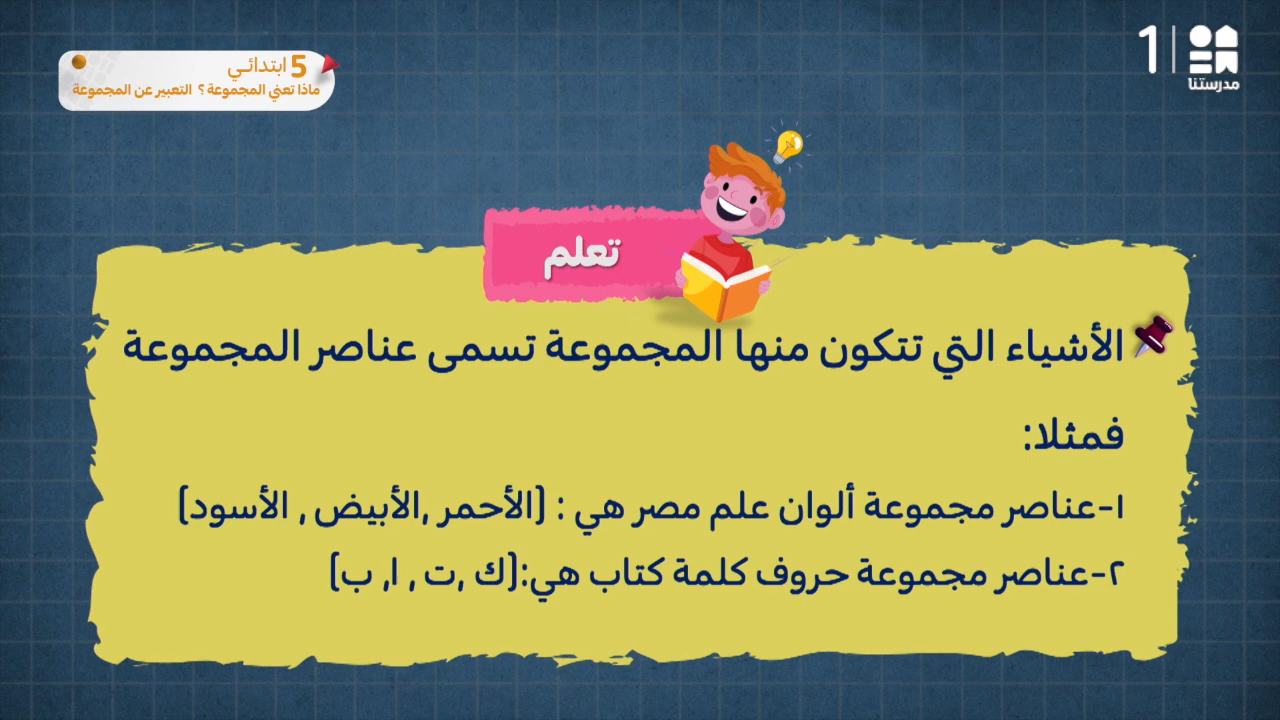 1
مدرستنا
5 ابتدائي
ماذا تعني المجموعة ؟ التعبير عن المجموعة
تعلم
الأشياء التي تتكون منها المجموعة تسمى عناصر المجموعة
فمثلا:
١-عناصر مجموعة ألوان علم مصر هي : (الأحمر ,الأبيض , الأسود)
٢-عناصر مجموعة حروف كلمة كتاب هي:(ك ,ت , ا, ب)